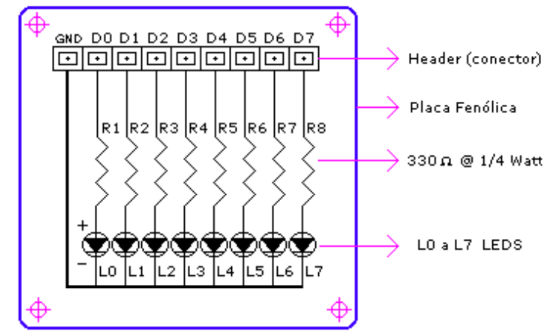 GND D0 D1 D2 D3 D4 D5 D6 D7
Header (conector)
Placa Fenólica
R1 R2 R3 R4 R5 R6 R7 R8
330 Ω @ 1/4 Watt
+
L0 a L7 LEDS
-
L0 L1 L2 L3 L4 L5 L6 L7